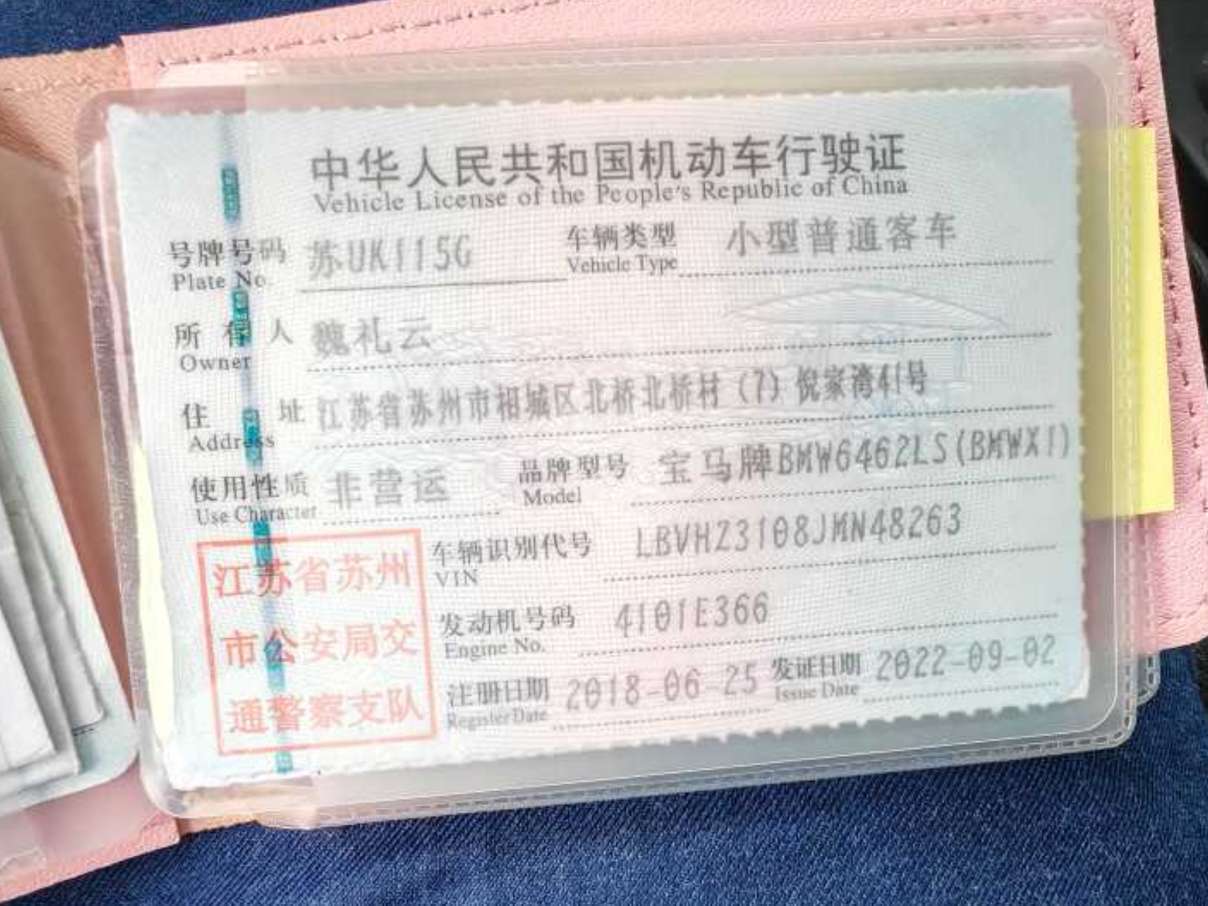 中华人民共和国机动车行驶证
Vehicle License of the People's Republic of China
号牌号码 苏UK115G 车辆类型 小型普通客车
Plate No. Vehicle Type
所有人 魏礼云
Owner
住址 江苏省苏州市相城区北桥北桥村（7）倪家湾41号
Address
使用性质 非营运 品牌型号 宝马牌BMW6462LS(BMWX1)
Use Character Model
车辆识别代号 LBVHZ3108JMN48263
VIN
发动机号码 4101E366
Engine No.
注册日期 2018-06-25 发证日期 2022-09-02
Register Date Issue Date
江苏省苏州
市公安局交
通警察支队